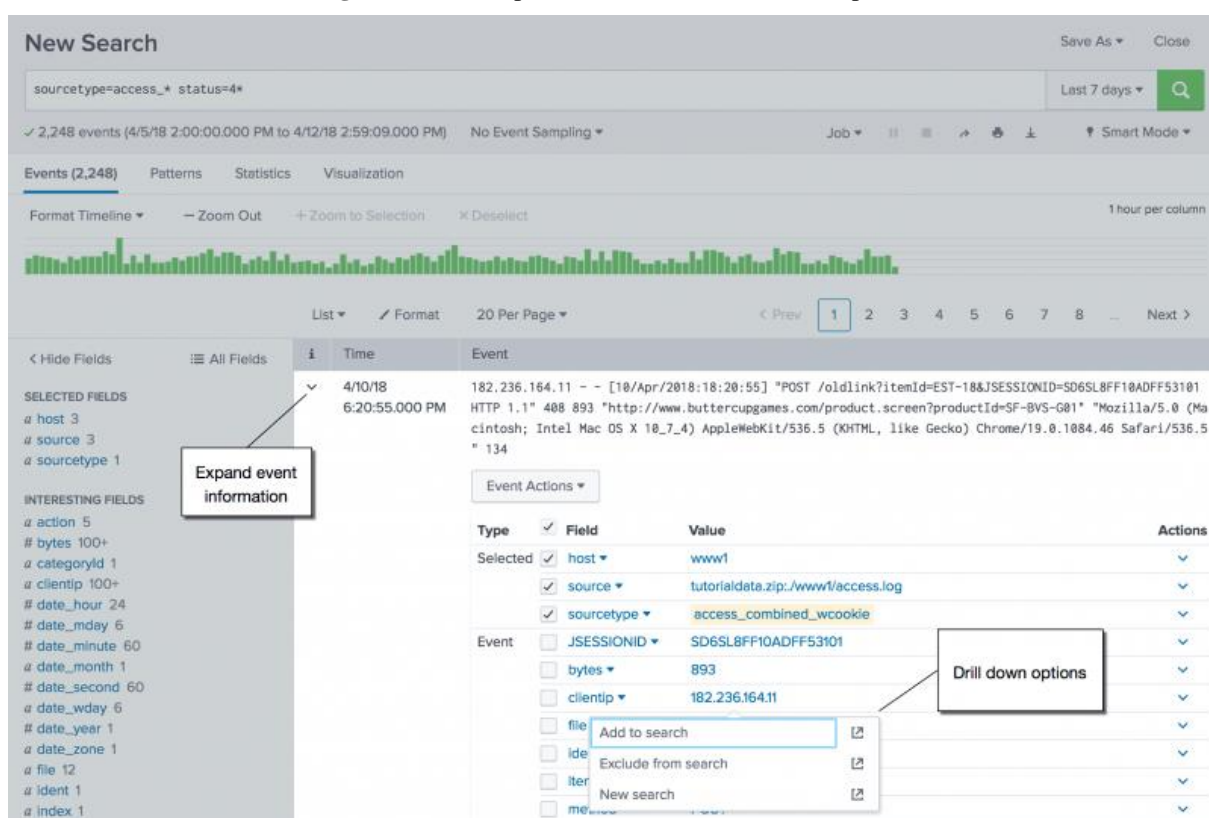 New Search
Save As Close
sourcetype=access_* status=4*
Last 7 days
✓ 2,248 events (4/5/18 2:00:00.000 PM to 4/12/18 2:59:09.000 PM) No Event Sampling
Job Smart Mode
Events (2,248) Patterns Statistics Visualization
Format Timeline — Zoom Out + Zoom to Selection × Deselect
1 hour per column
List Format 20 Per Page
< Prev 1 2 3 4 5 6 7 8 ... Next >
< Hide Fields All Fields
i Time Event
SELECTED FIELDS
a host 3
a source 3
a sourcetype 1
INTERESTING FIELDS
a action 5
# bytes 100+
a categoryId 1
a clientip 100+
# date_hour 24
# date_mday 6
# date_minute 60
a date_month 1
# date_second 60
a date_wday 6
# date_year 1
a date_zone 1
a file 12
a ident 1
a index 1
Expand event
information
4/10/18
6:20:55.000 PM
182.236.164.11 - - [10/Apr/2018:18:20:55] "POST /oldlink?itemId=EST-18&JSESSIONID=SD6SL8FF10ADFF53101
HTTP 1.1" 408 893 "http://www.buttercupgames.com/product.screen?productId=SF-BVS-G01" "Mozilla/5.0 (Ma
cintosh; Intel Mac OS X 10_7_4) AppleWebKit/536.5 (KHTML, like Gecko) Chrome/19.0.1084.46 Safari/536.5
" 134
Event Actions
Type ✓ Field Value Actions
Selected ✓ host www1
✓ source tutorialdata.zip:./www1/access.log
✓ sourcetype access_combined_wcookie
Event JSESSIONID SD6SL8FF10ADFF53101
bytes 893
clientip 182.236.164.11
Drill down options
file
Add to search
ide
Exclude from search
iter
New search